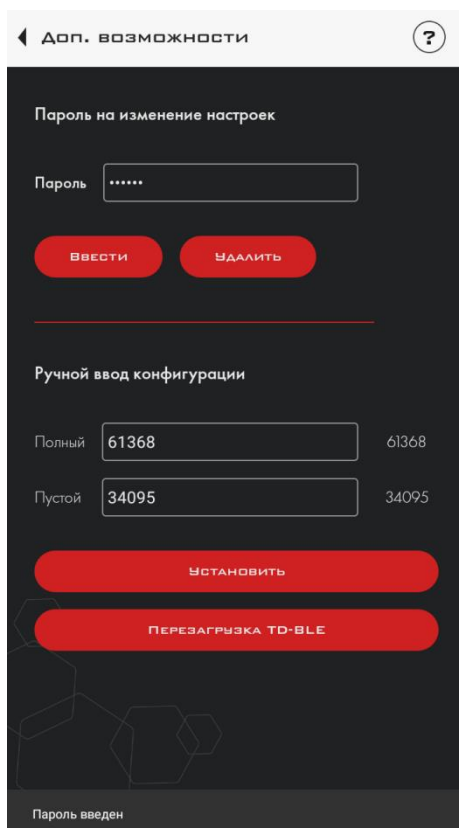 Доп. возможности ?
Пароль на изменение настроек
Пароль ••••••
Ввести Удалить
Ручной ввод конфигурации
Полный 61368 61368
Пустой 34095 34095
Установить
Перезагрузка TD-BLE
Пароль введен